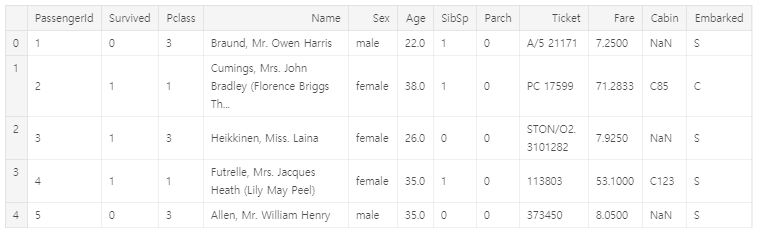 PassengerId Survived Pclass Name Sex Age SibSp Parch Ticket Fare Cabin Embarked
0 1 0 3 Braund, Mr. Owen Harris male 22.0 1 0 A/5 21171 7.2500 NaN S
1
Cumings, Mrs. John
2 1 1 Bradley (Florence Briggs female 38.0 1 0 PC 17599 71.2833 C85 C
Th...
2
STON/O2.
3 1 3 Heikkinen, Miss. Laina female 26.0 0 0 7.9250 NaN S
3101282
3
Futrelle, Mrs. Jacques
4 1 1 female 35.0 1 0 113803 53.1000 C123 S
Heath (Lily May Peel)
4 5 0 3 Allen, Mr. William Henry male 35.0 0 0 373450 8.0500 NaN S